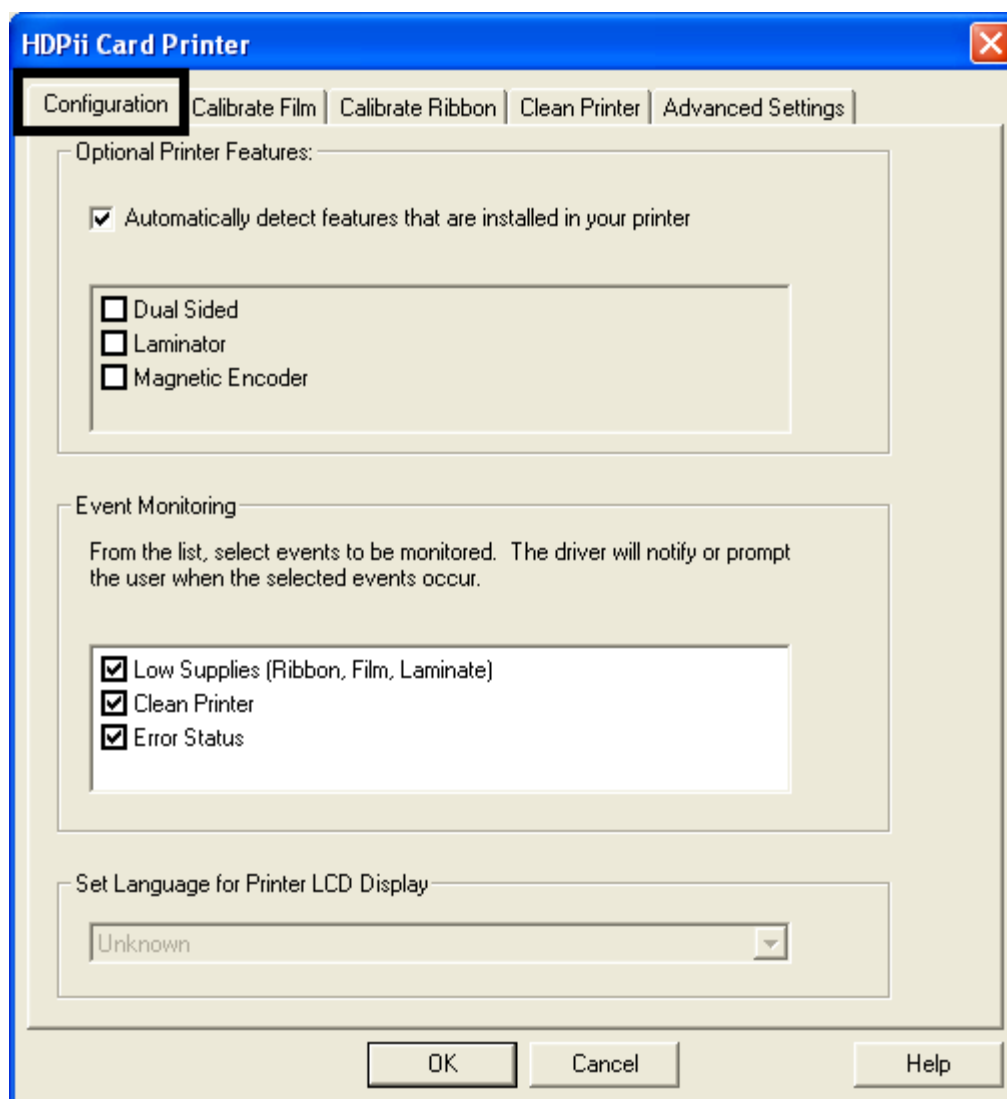 HDPii Card Printer
Configuration
Calibrate Film
Calibrate Ribbon
Clean Printer
Advanced Settings
Optional Printer Features:
Automatically detect features that are installed in your printer
Dual Sided
Laminator
Magnetic Encoder
Event Monitoring
From the list, select events to be monitored. The driver will notify or prompt
the user when the selected events occur.
Low Supplies (Ribbon, Film, Laminate)
Clean Printer
Error Status
Set Language for Printer LCD Display
Unknown
OK
Cancel
Help